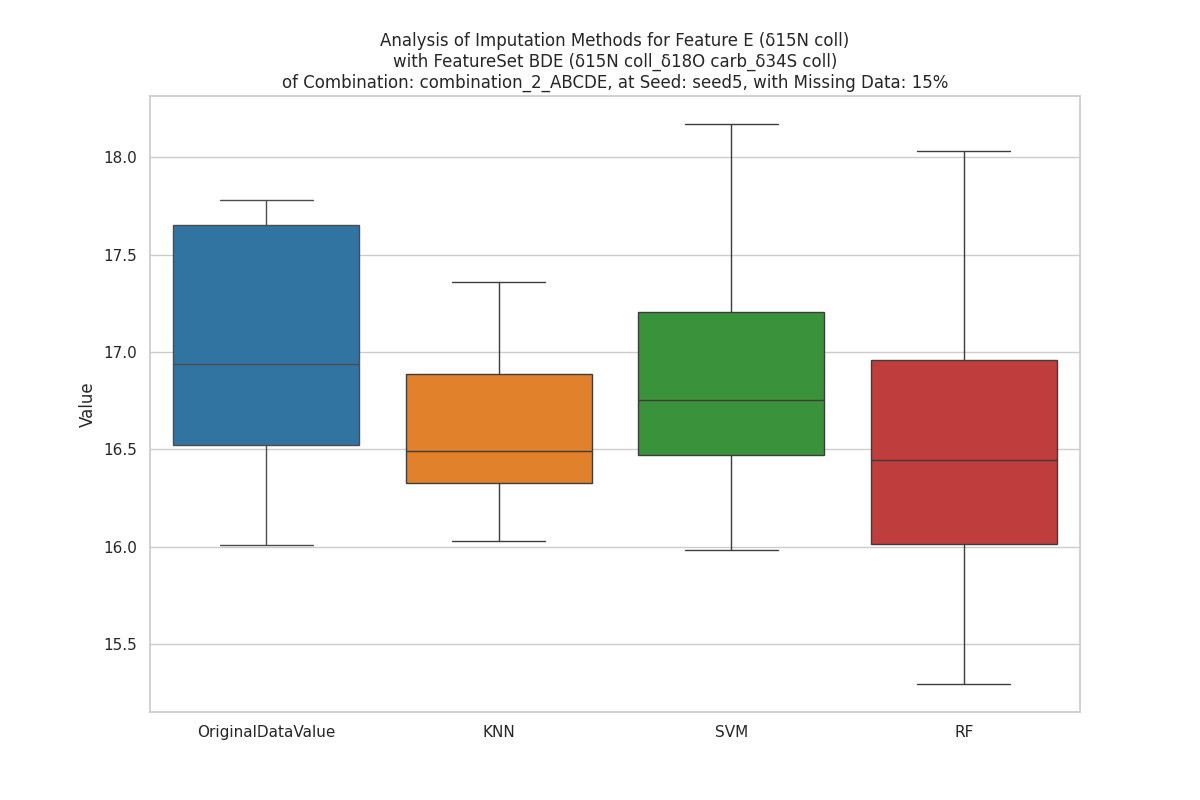 Analysis of Imputation Methods for Feature E (δ15N coll)
with FeatureSet BDE (δ15N coll_δ18O carb_δ34S coll)
of Combination: combination_2_ABCDE, at Seed: seed5, with Missing Data: 15%
Value
18.0
17.5
17.0
16.5
16.0
15.5
OriginalDataValue
KNN
SVM
RF